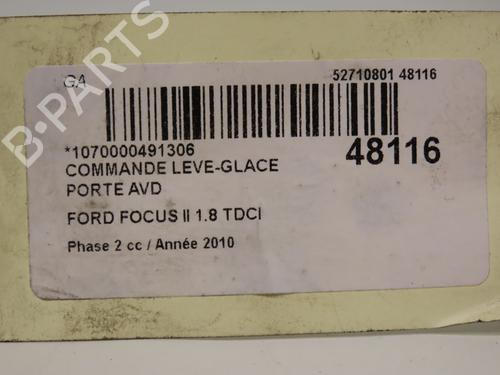 GA
52710801 48116
*1070000491306
48116
COMMANDE LEVE-GLACE
PORTE AVD
FORD FOCUS II 1.8 TDCI
Phase 2 cc / Année 2010
B-PARTS